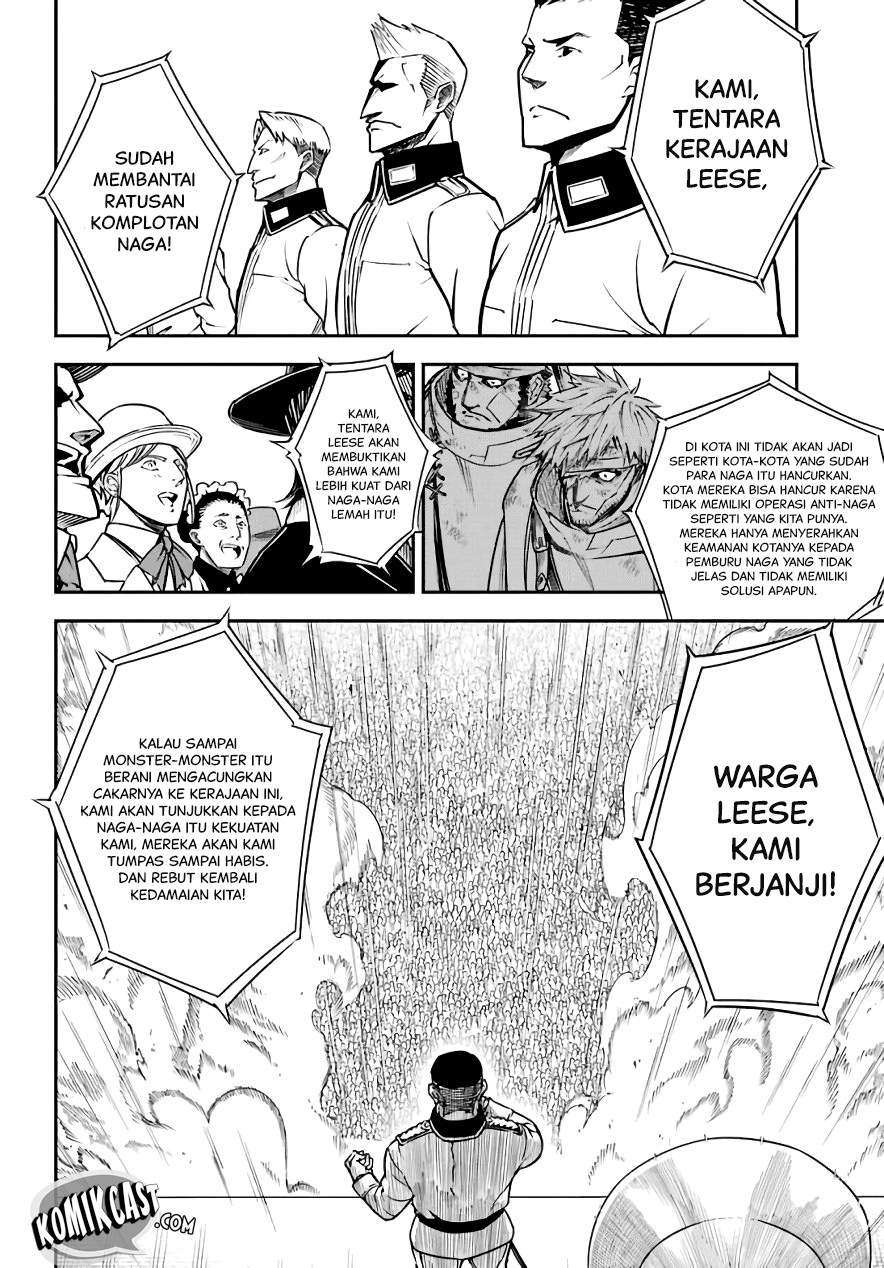 KAMI,
TENTARA
KERAJAAN
LEESE,
SUDAH
MEMBANTAI
RATUSAN
KOMPLOTAN
NAGA!
DI KOTA INI TIDAK AKAN JADI
SEPERTI KOTA-KOTA YANG SUDAH
PARA NAGA ITU HANCURKAN.
KOTA MEREKA BISA HANCUR KARENA
TIDAK MEMILIKI OPERASI ANTI-NAGA
SEPERTI YANG KITA PUNYA.
MEREKA HANYA MENYERAHKAN
KEAMANAN KOTANYA KEPADA
PEMBURU NAGA YANG TIDAK
JELAS DAN TIDAK MEMILIKI
SOLUSI APAPUN.
KAMI,
TENTARA
LEESE AKAN
MEMBUKTIKAN
BAHWA KAMI
LEBIH KUAT DARI
NAGA-NAGA
LEMAH ITU!
WARGA
LEESE,
KAMI
BERJANJI!
KALAU SAMPAI
MONSTER-MONSTER ITU
BERANI MENGACUNGKAN
CAKARNYA KE KERAJAAN INI,
KAMI AKAN TUNJUKKAN KEPADA
NAGA-NAGA ITU KEKUATAN
KAMI, MEREKA AKAN KAMI
TUMPAS SAMPAI HABIS.
DAN REBUT KEMBALI
KEDAMAIAN KITA!
KOMIKCAST.COM